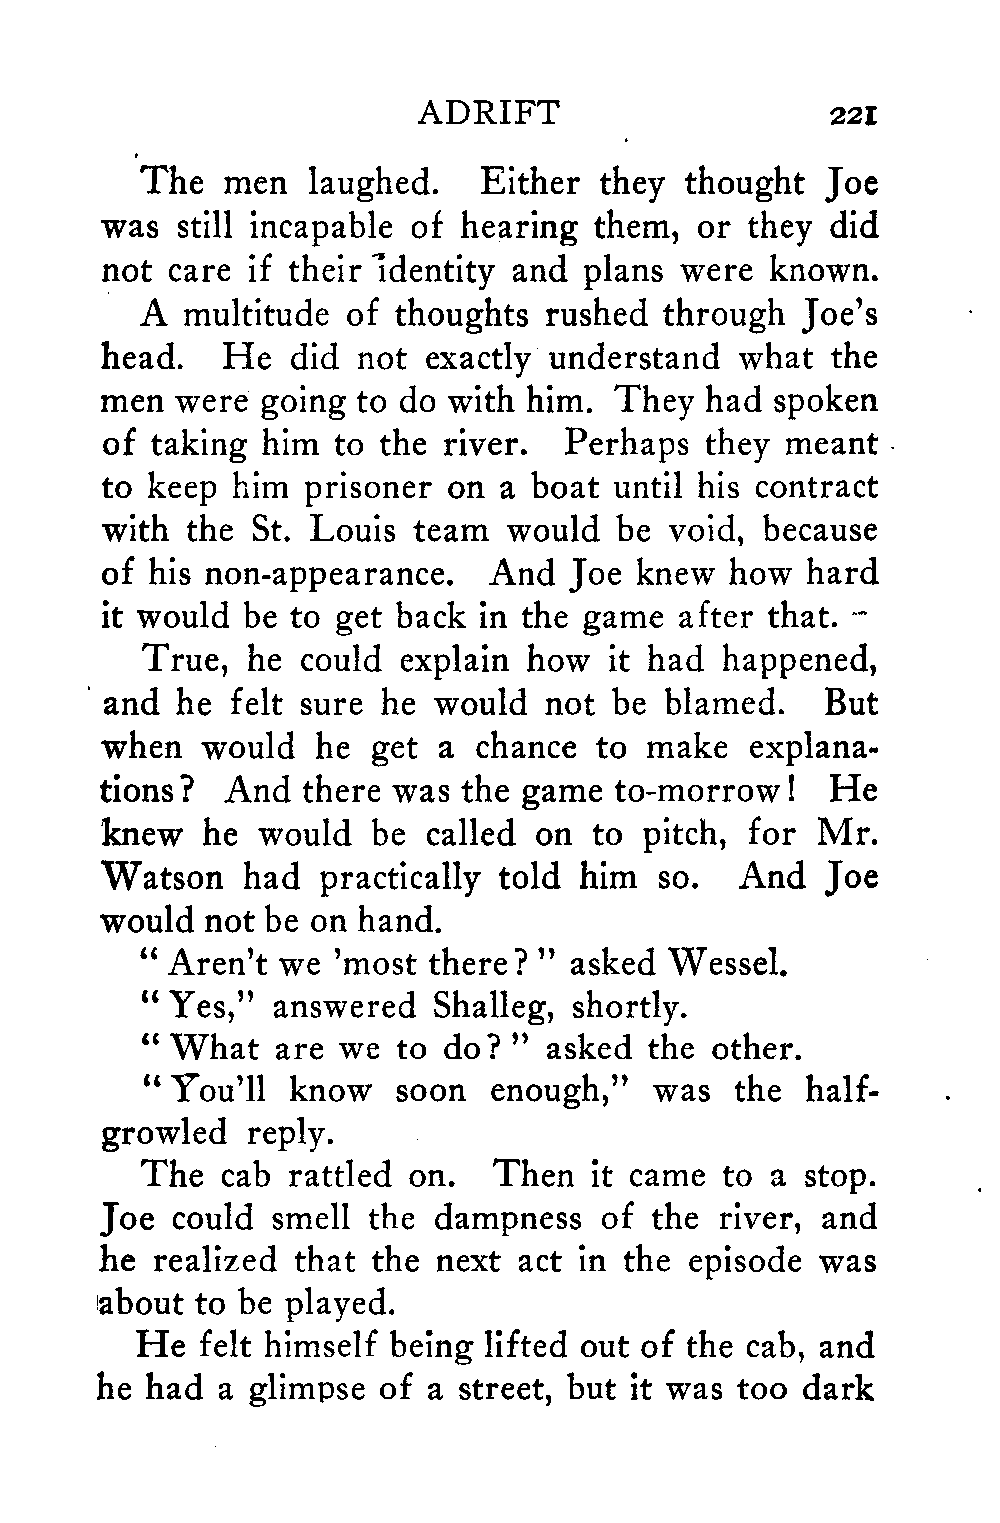 ADRIFT 221
The men laughed. Either they thought Joe
was still incapable of hearing them, or they did
not care if their identity and plans were known.
A multitude of thoughts rushed through Joe's
head. He did not exactly understand what the
men were going to do with him. They had spoken
of taking him to the river. Perhaps they meant
to keep him prisoner on a boat until his contract
with the St. Louis team would be void, because
of his non-appearance. And Joe knew how hard
it would be to get back in the game after that.
True, he could explain how it had happened,
and he felt sure he would not be blamed. But
when would he get a chance to make explana-
tions? And there was the game to-morrow! He
knew he would be called on to pitch, for Mr.
Watson had practically told him so. And Joe
would not be on hand.
"Aren't we 'most there?" asked Wessel.
"Yes," answered Shalleg, shortly.
"What are we to do?" asked the other.
"You'll know soon enough," was the half-
growled reply.
The cab rattled on. Then it came to a stop.
Joe could smell the dampness of the river, and
he realized that the next act in the episode was
about to be played.
He felt himself being lifted out of the cab, and
he had a glimpse of a street, but it was too dark